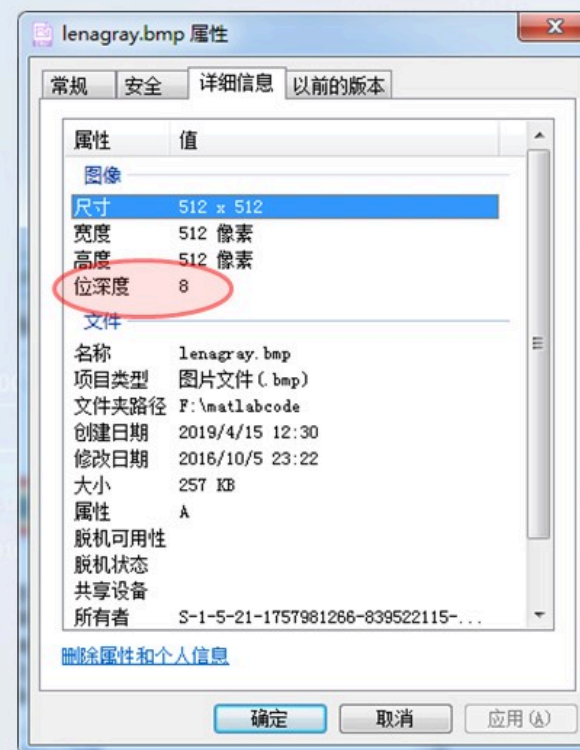 lenagray.bmp 属性
常规 安全 详细信息 以前的版本
属性 值
图像
尺寸 512 x 512
宽度 512 像素
高度 512 像素
位深度 8
文件
名称 lenagray.bmp
项目类型 图片文件(.bmp)
文件夹路径 F:\matlabcode
创建日期 2019/4/15 12:30
修改日期 2016/10/5 23:22
大小 257 KB
属性 A
脱机可用性
脱机状态
共享设备
所有者 S-1-5-21-1757981266-839522115-...
删除属性和个人信息
确定 取消 应用(A)